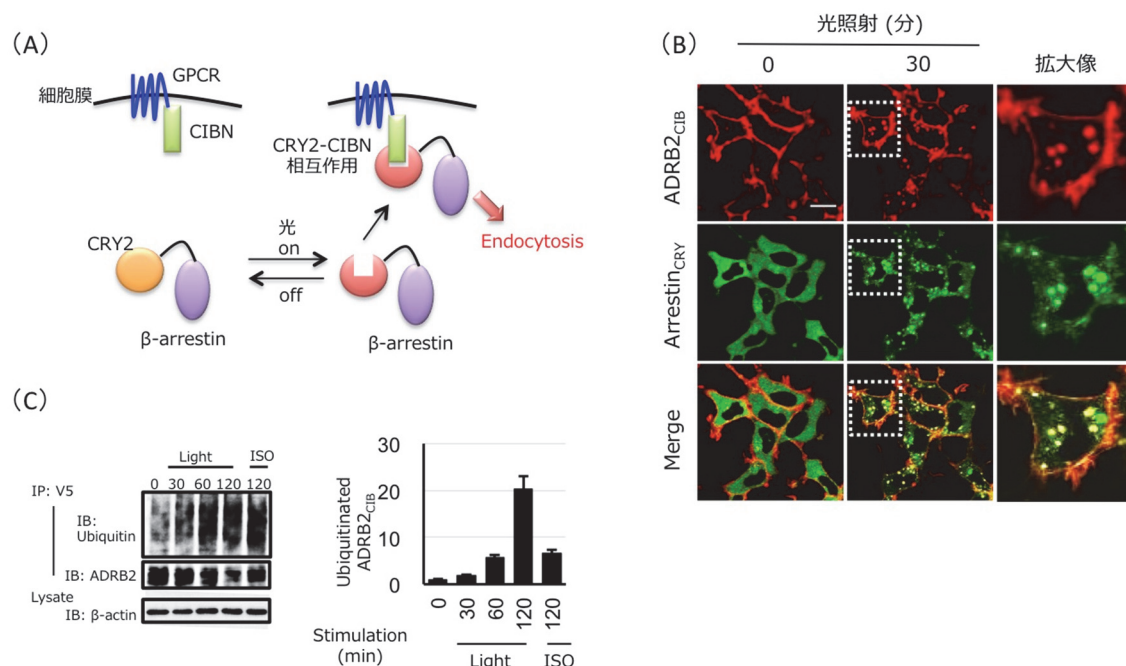 (A)
GPCR
細胞膜
CIBN
CRY2-CIBN
相互作用
CRY2
光
on
off
Endocytosis
β-arrestin
β-arrestin
(B)
光照射 (分)
0
30
拡大像
ADRB2CIB
ArrestinCRY
Merge
(C)
Light
ISO
0 30 60 120 120
IP: V5
IB:
Ubiquitin
IB: ADRB2
Lysate
IB: β-actin
Ubiquitinated
ADRB2CIB
30
20
10
0
0 30 60 120 120
Stimulation
(min)
Light
ISO